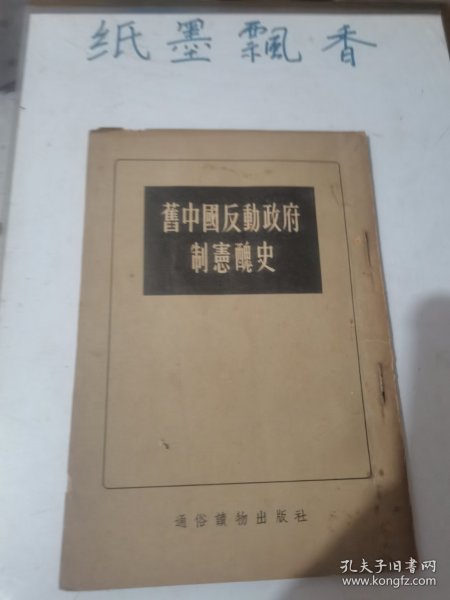 纸墨飘香
舊中國反動政府
制憲醜史
通俗讀物出版社
孔夫子旧书网
www.kongfz.com